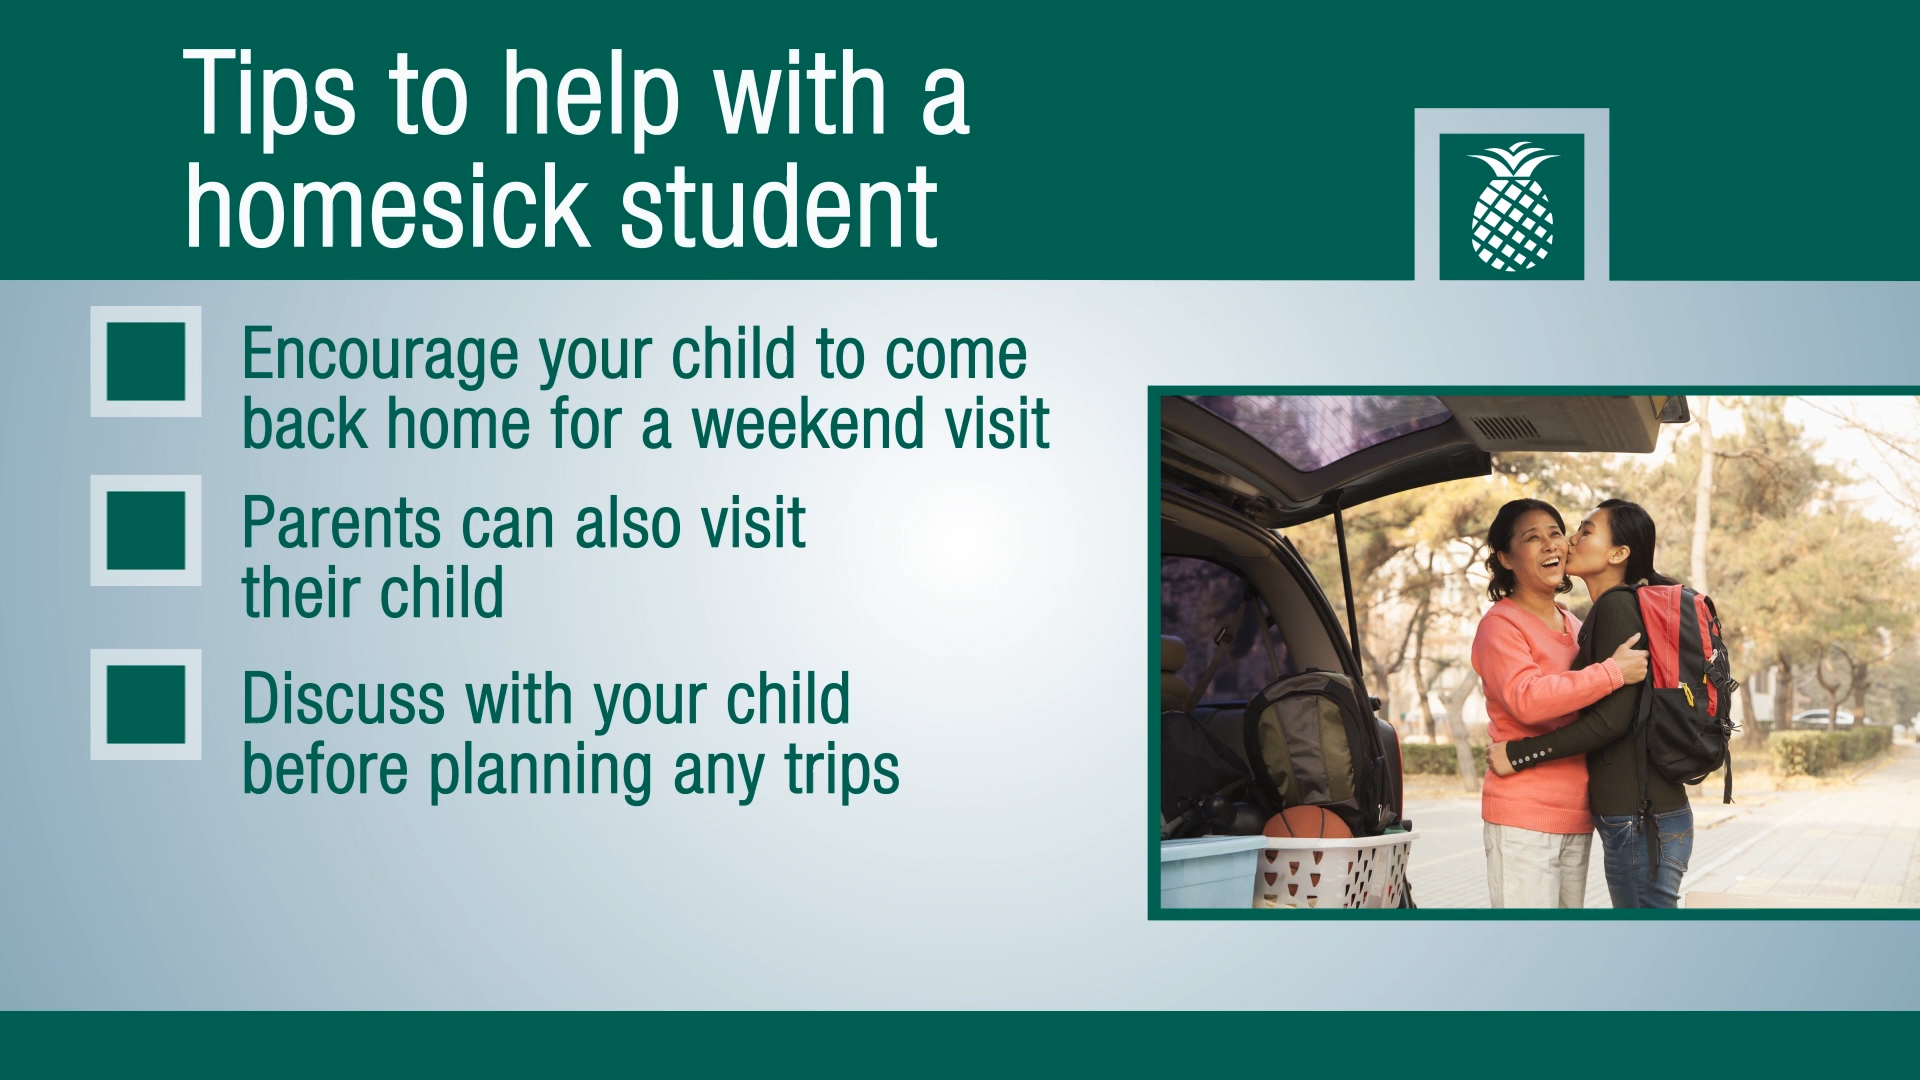 Tips to help with a
homesick student
Encourage your child to come
back home for a weekend visit
Parents can also visit
their child
Discuss with your child
before planning any trips